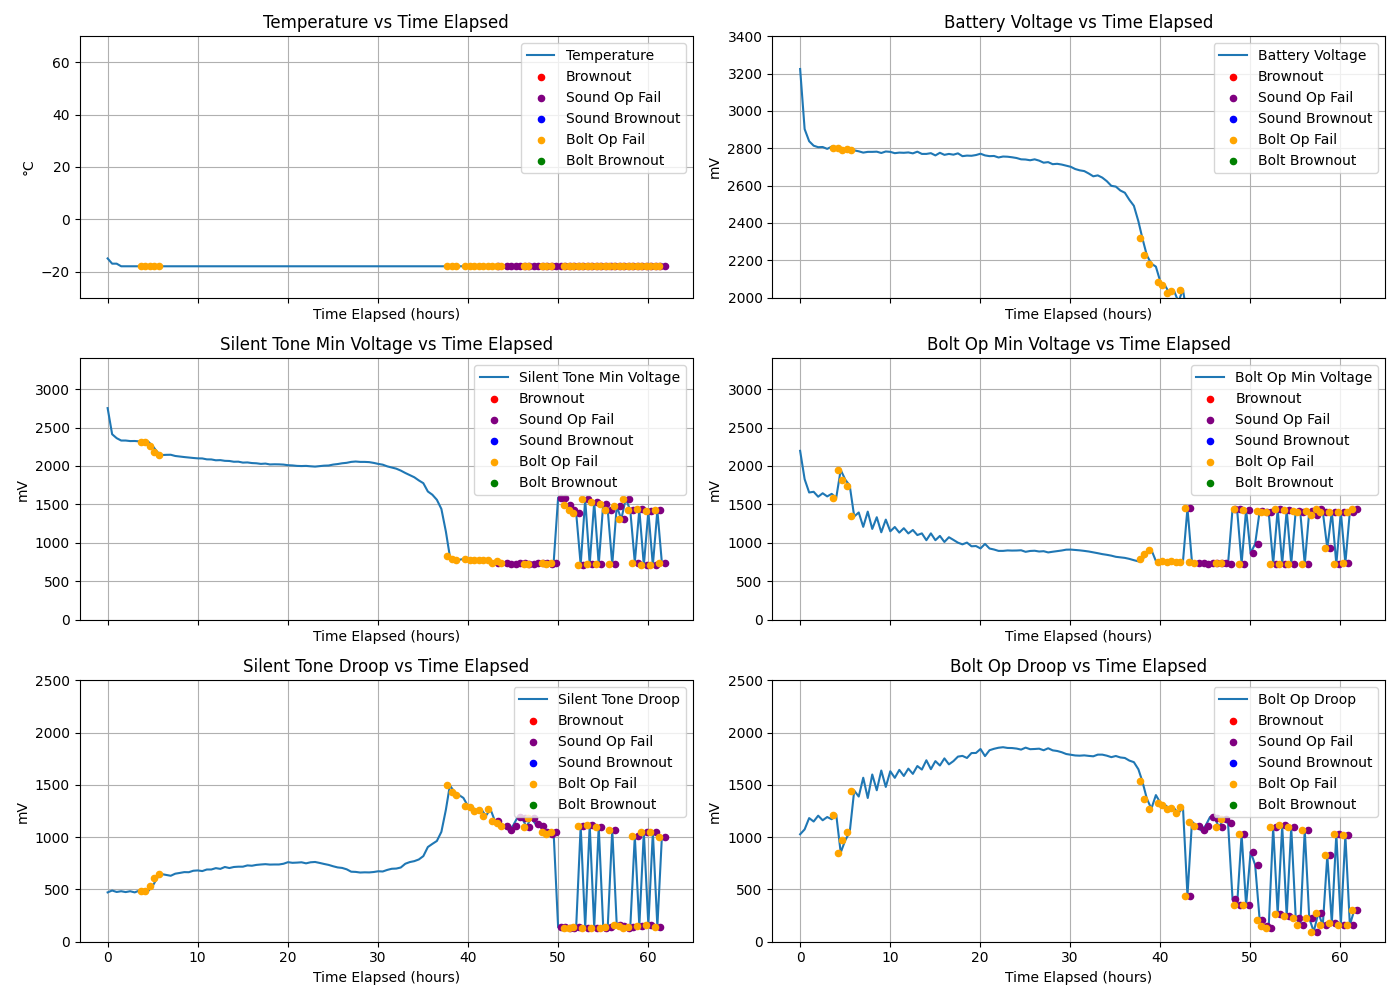 Temperature vs Time Elapsed
°C
60
40
20
0
−20
Time Elapsed (hours)
Temperature
Brownout
Sound Op Fail
Sound Brownout
Bolt Op Fail
Bolt Brownout
Battery Voltage vs Time Elapsed
mV
3400
3200
3000
2800
2600
2400
2200
2000
Time Elapsed (hours)
Battery Voltage
Brownout
Sound Op Fail
Sound Brownout
Bolt Op Fail
Bolt Brownout
Silent Tone Min Voltage vs Time Elapsed
mV
3000
2500
2000
1500
1000
500
0
Time Elapsed (hours)
Silent Tone Min Voltage
Brownout
Sound Op Fail
Sound Brownout
Bolt Op Fail
Bolt Brownout
Bolt Op Min Voltage vs Time Elapsed
mV
3000
2500
2000
1500
1000
500
0
Time Elapsed (hours)
Bolt Op Min Voltage
Brownout
Sound Op Fail
Sound Brownout
Bolt Op Fail
Bolt Brownout
Silent Tone Droop vs Time Elapsed
mV
2500
2000
1500
1000
500
0
0 10 20 30 40 50 60
Time Elapsed (hours)
Silent Tone Droop
Brownout
Sound Op Fail
Sound Brownout
Bolt Op Fail
Bolt Brownout
Bolt Op Droop vs Time Elapsed
mV
2500
2000
1500
1000
500
0
0 10 20 30 40 50 60
Time Elapsed (hours)
Bolt Op Droop
Brownout
Sound Op Fail
Sound Brownout
Bolt Op Fail
Bolt Brownout